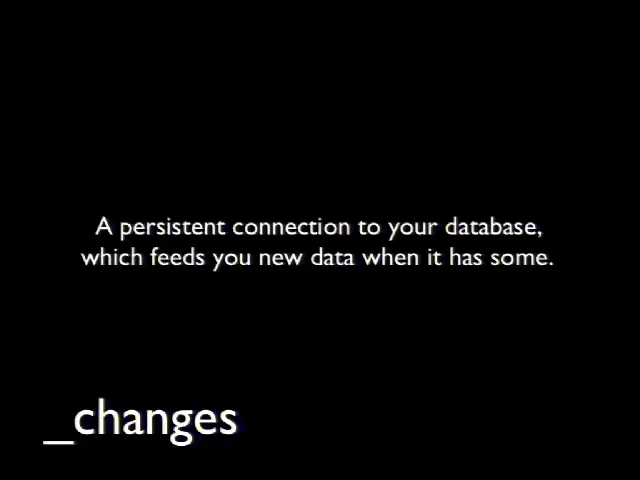 A persistent connection to your database,
which feeds you new data when it has some.
_changes